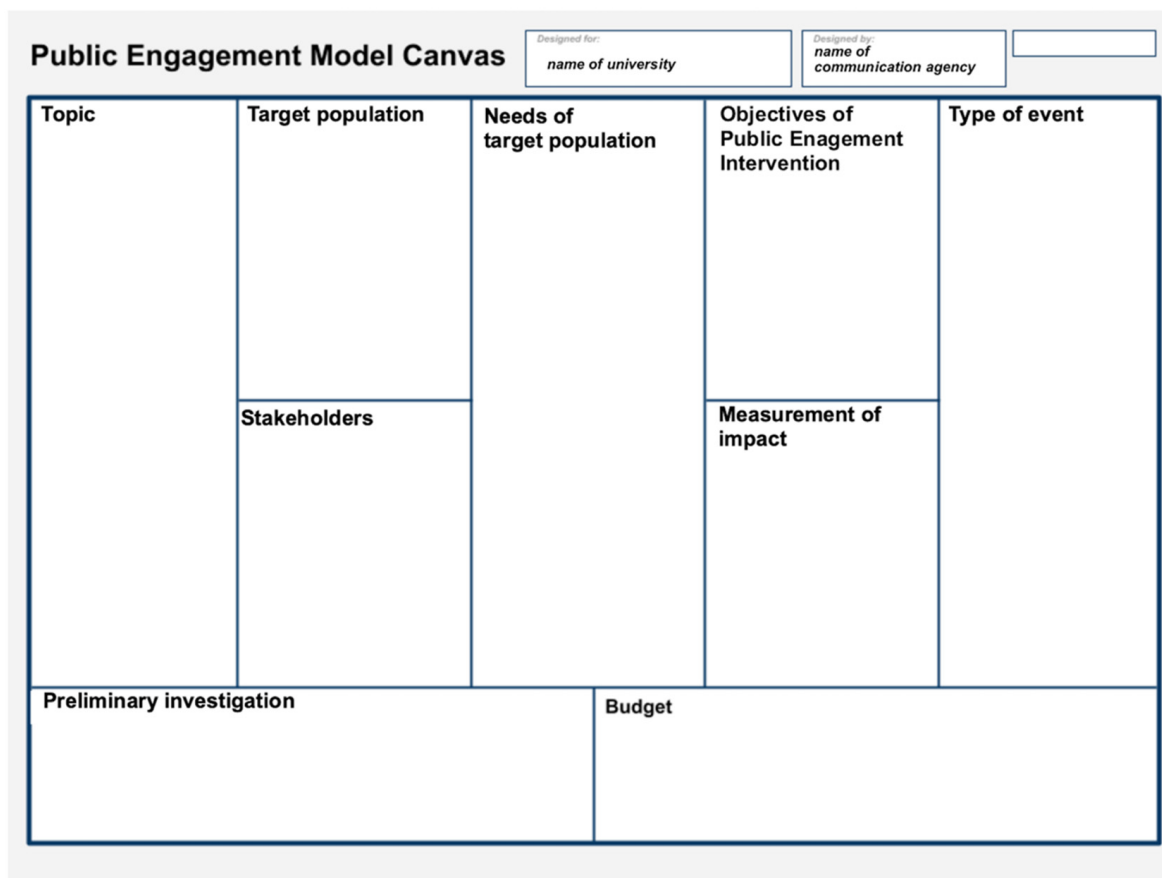 Public Engagement Model Canvas
Designed for:
name of university
Designed by:
name of
communication agency
Topic
Target population
Needs of
target population
Objectives of
Public Enagement
Intervention
Type of event
Stakeholders
Measurement of
impact
Preliminary investigation
Budget